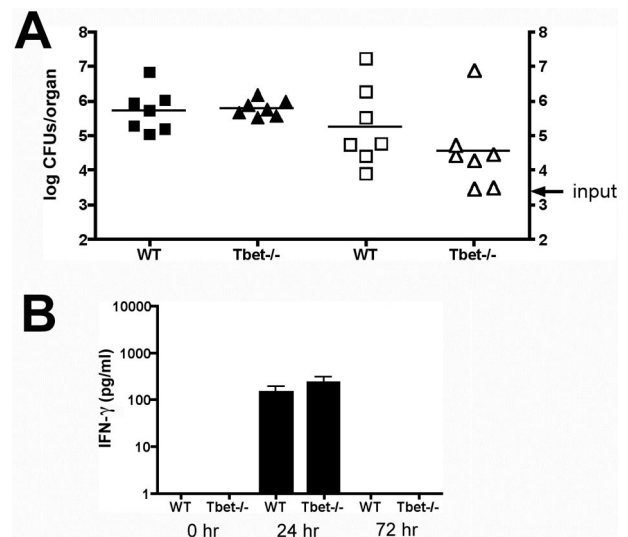 A
8
7
6
5
4
3
2
log CFUs/organ
8
7
6
5
4
3
2
input
WT Tbet-/- WT Tbet-/-
B
10000
1000
100
10
1
IFN-γ (pg/ml)
WT Tbet-/- WT Tbet-/- WT Tbet-/-
0 hr 24 hr 72 hr